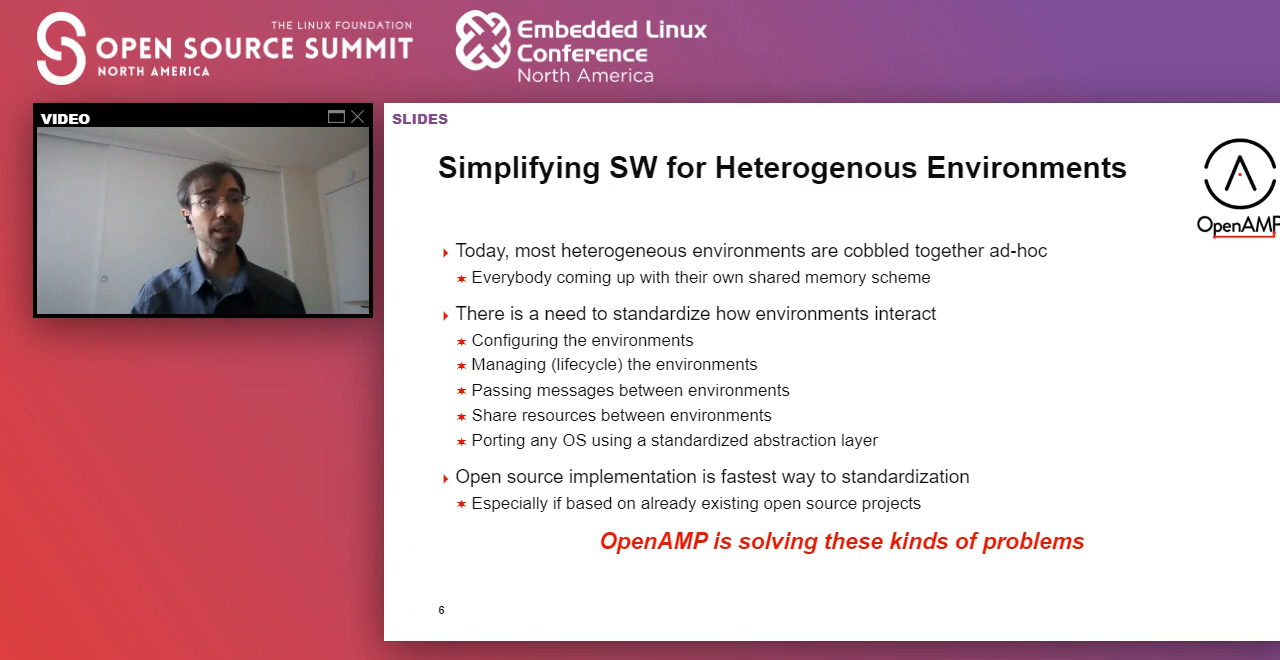 THE LINUX FOUNDATION
OPEN SOURCE SUMMIT
NORTH AMERICA
Embedded Linux
Conference
North America
VIDEO
SLIDES
Simplifying SW for Heterogenous Environments
OpenAMP
Today, most heterogeneous environments are cobbled together ad-hoc
Everybody coming up with their own shared memory scheme
There is a need to standardize how environments interact
Configuring the environments
Managing (lifecycle) the environments
Passing messages between environments
Share resources between environments
Porting any OS using a standardized abstraction layer
Open source implementation is fastest way to standardization
Especially if based on already existing open source projects
OpenAMP is solving these kinds of problems
6